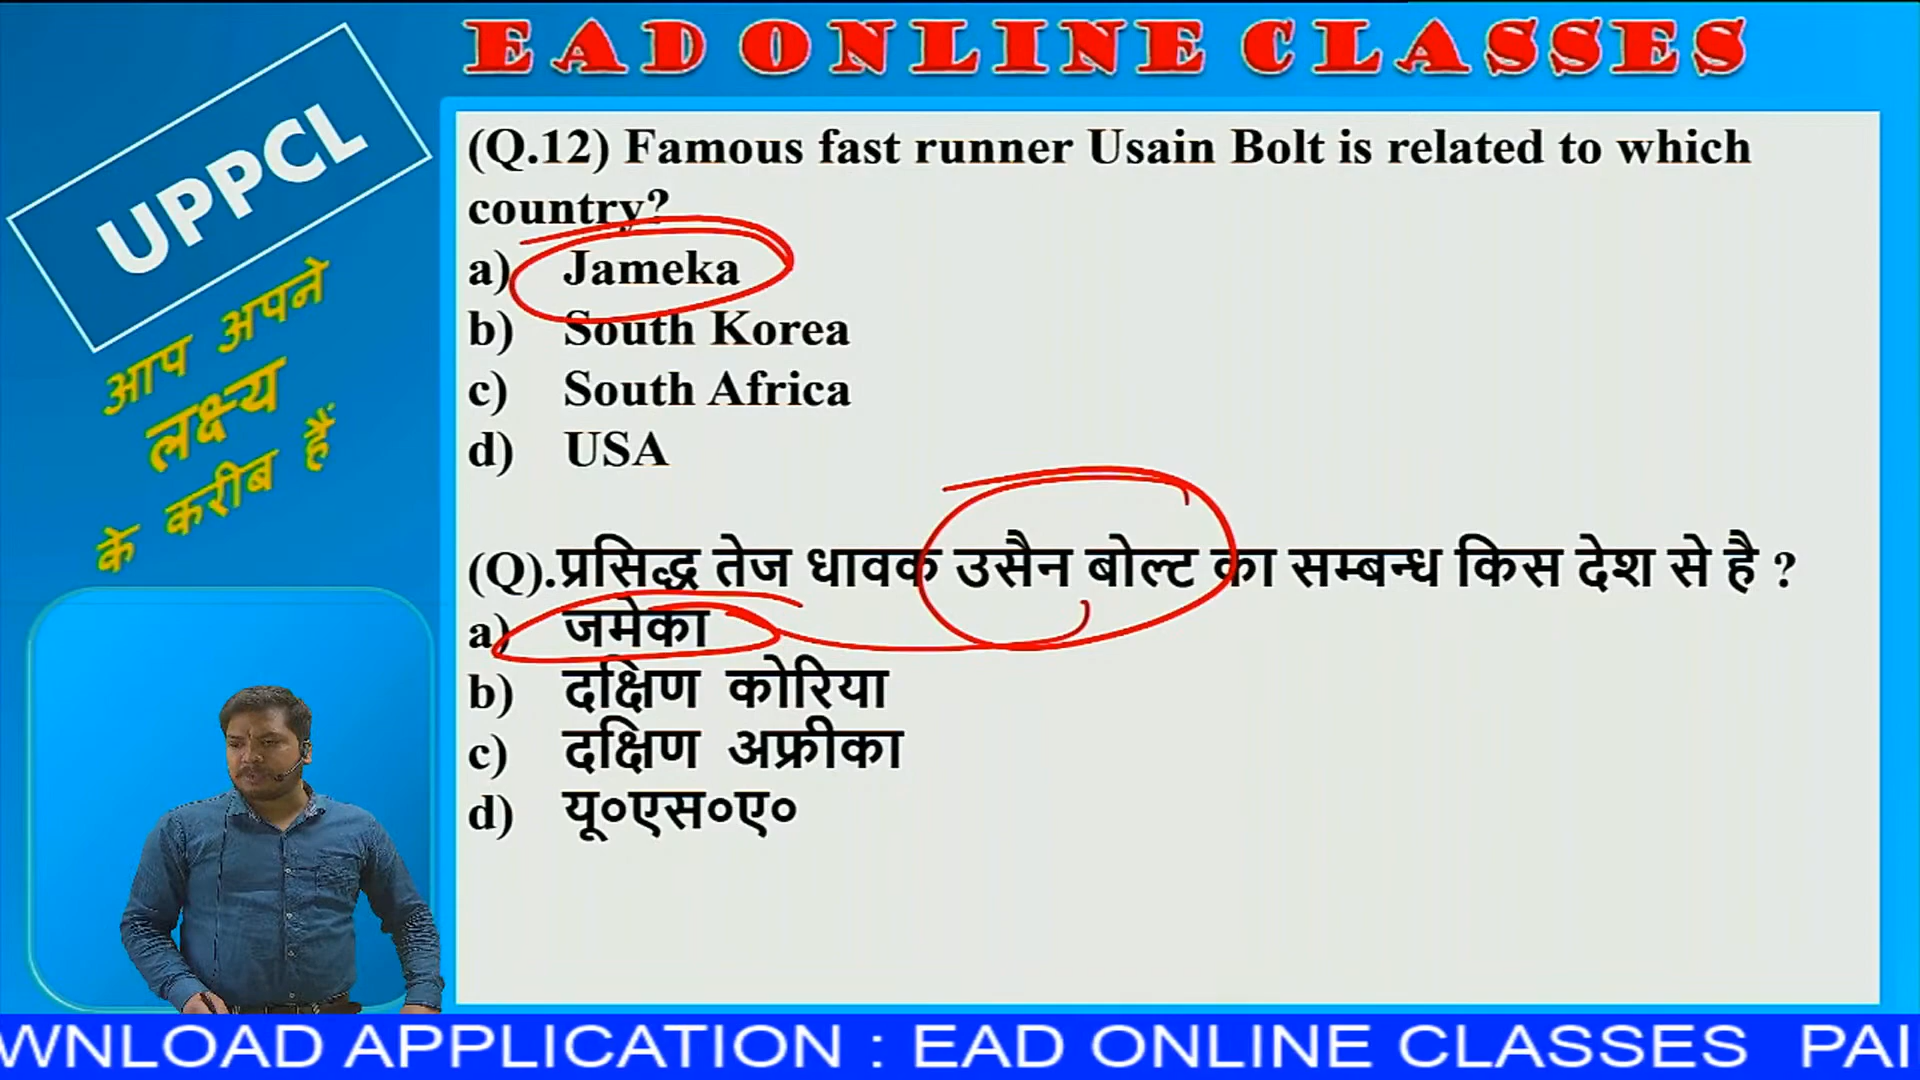 EAD ONLINE CLASSES
UPPCL
आप अपने
लक्ष्य
के करीब हैं
(Q.12) Famous fast runner Usain Bolt is related to which
country?
a) Jameka
b) South Korea
c) South Africa
d) USA
(Q).प्रसिद्ध तेज धावक उसैन बोल्ट का सम्बन्ध किस देश से है ?
a) जमेका
b) दक्षिण कोरिया
c) दक्षिण अफ्रीका
d) यू०एस०ए०
WNLOAD APPLICATION : EAD ONLINE CLASSES PAI